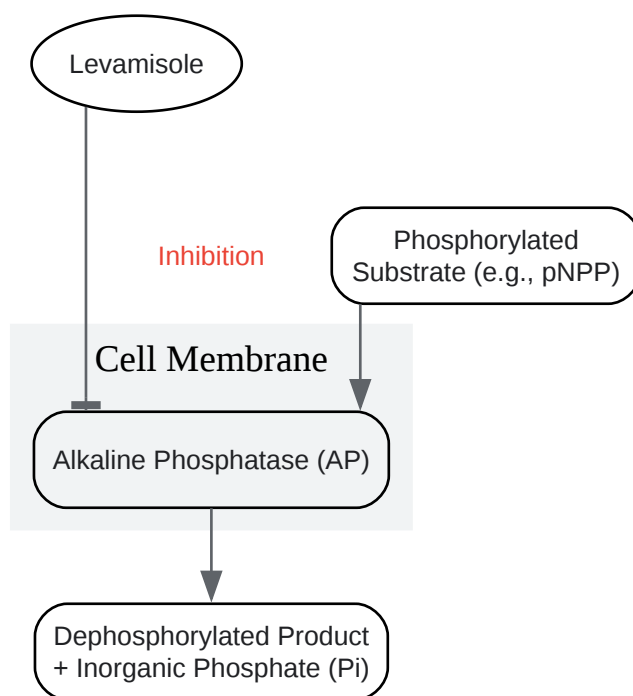 Levamisole
Phosphorylated
Substrate (e.g., pNPP)
Inhibition
Cell Membrane
Alkaline Phosphatase (AP)
Dephosphorylated Product
+ Inorganic Phosphate (Pi)